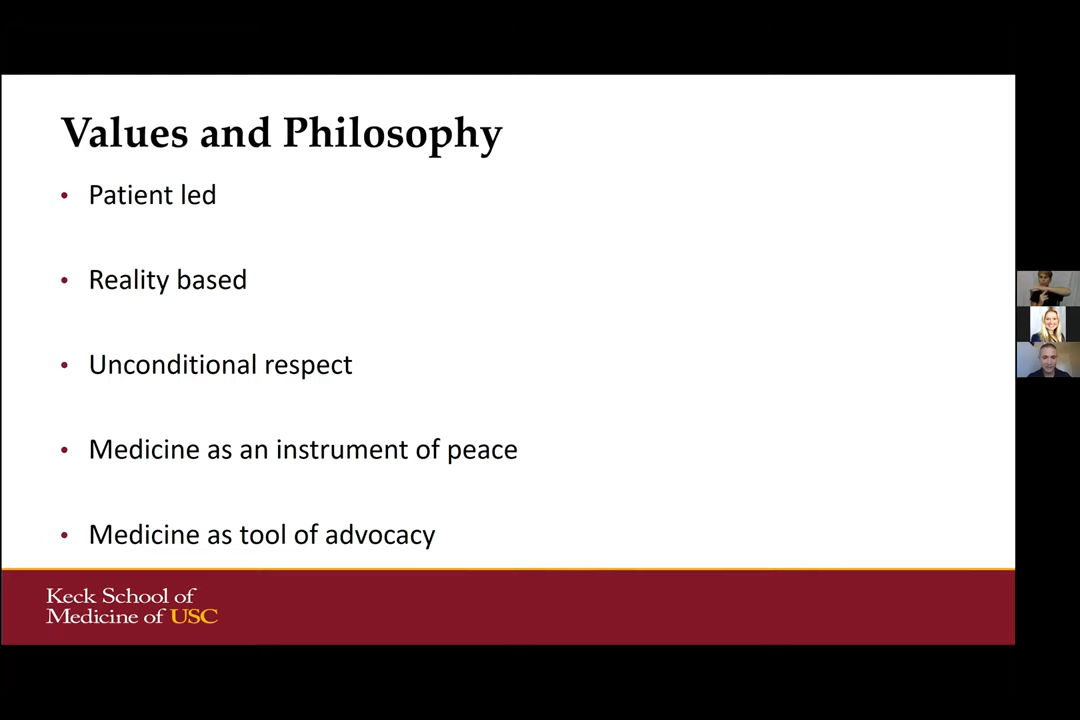 Values and Philosophy
• Patient led
• Reality based
• Unconditional respect
• Medicine as an instrument of peace
• Medicine as tool of advocacy
Keck School of
Medicine of USC